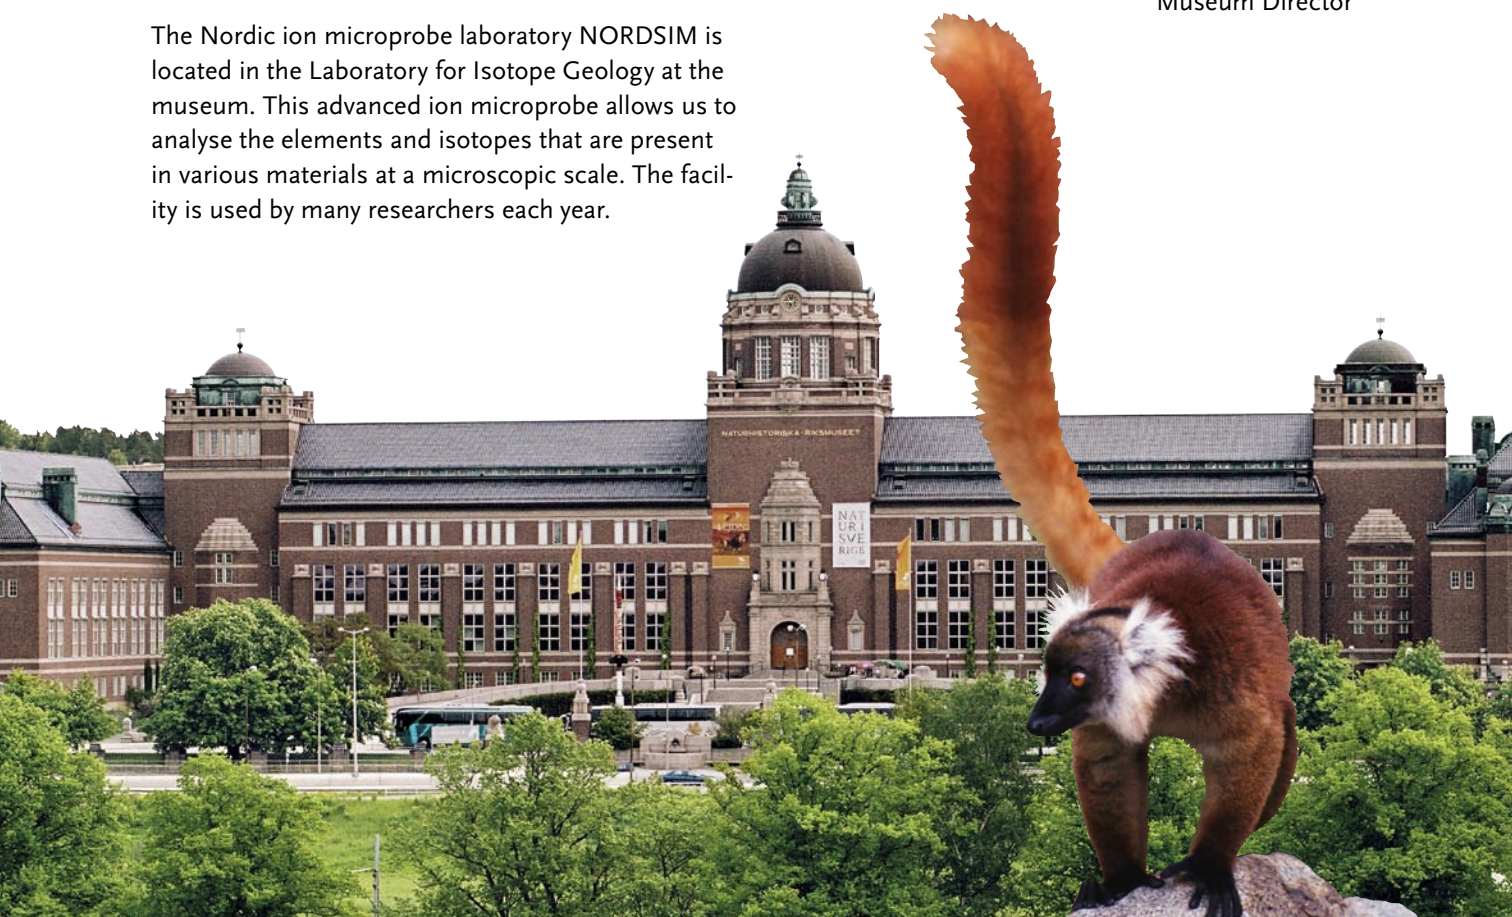 Museum Director
The Nordic ion microprobe laboratory NORDSIM is
located in the Laboratory for Isotope Geology at the
museum. This advanced ion microprobe allows us to
analyse the elements and isotopes that are present
in various materials at a microscopic scale. The facil-
ity is used by many researchers each year.
NATURHISTORISKA·RIKSMUSEET
NAT
UR I
SVE
RIGE